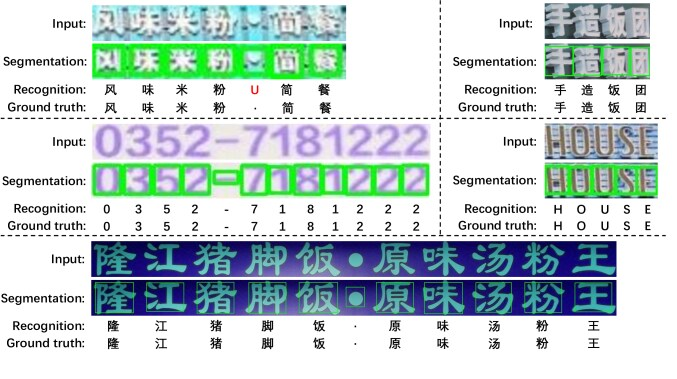 Input: 风味米粉·简餐
Segmentation: 风味米粉·简餐
Recognition: 风 味 米 粉 U 简 餐
Ground truth: 风 味 米 粉 · 简 餐
Input: 手造饭团
Segmentation: 手造饭团
Recognition: 手 造 饭 团
Ground truth: 手 造 饭 团
Input: 0352-7181222
Segmentation: 0352-7181222
Recognition: 0 3 5 2 - 7 1 8 1 2 2 2
Ground truth: 0 3 5 2 - 7 1 8 1 2 2 2
Input: HOUSE
Segmentation: HOUSE
Recognition: H O U S E
Ground truth: H O U S E
Input: 隆江猪脚饭●原味汤粉王
Segmentation: 隆江猪脚饭●原味汤粉王
Recognition: 隆 江 猪 脚 饭 · 原 味 汤 粉 王
Ground truth: 隆 江 猪 脚 饭 · 原 味 汤 粉 王